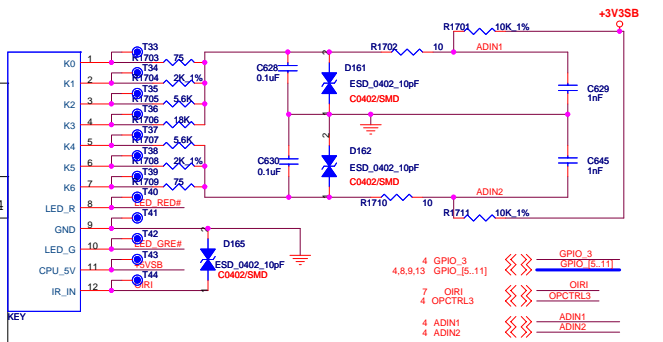 +3V3SB
R1701 10K_1%
ADIN1
R1702 10
T33
K0 1 R1703 75
T34
K1 2 R1704 2K_1%
T35
K2 3 R1705 5.6K
T36
K3 4 R1706 18K
T37
K4 5 R1707 5.6K
T38
K5 6 R1708 2K_1%
T39
K6 7 R1709 75
T40
LED_R 8 LED_RED#
T41
GND 9
T42
LED_G 10 LED_GRE#
T43
CPU_5V 11 +5VSB
T44
IR_IN 12 OIRI
KEY
C628
0.1uF
2
D161
ESD_0402_10pF
C0402/SMD
1
C629
1nF
C630
0.1uF
2
D162
ESD_0402_10pF
C0402/SMD
1
C645
1nF
ADIN2
R1710 10
R1711 10K_1%
2
D165
ESD_0402_10pF
C0402/SMD
1
4 GPIO_3 GPIO_3
4,8,9,13 GPIO_[5..11] GPIO_[5..11]
7 OIRI OIRI
4 OPCTRL3 OPCTRL3
4 ADIN1 ADIN1
4 ADIN2 ADIN2